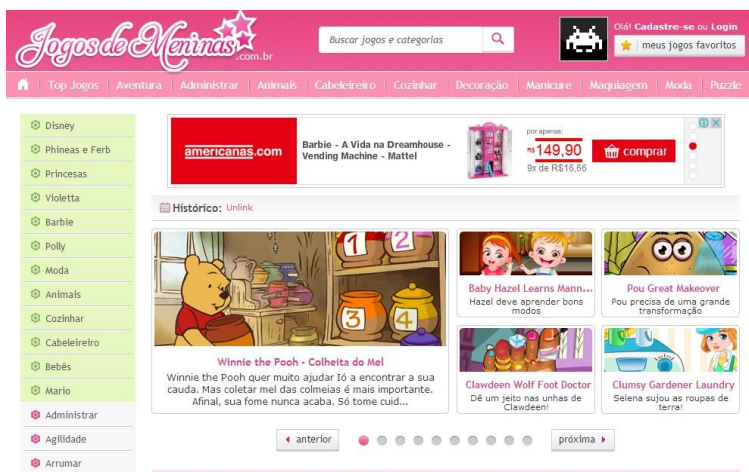 Jogos de Meninas
.com.br
Buscar jogos e categorias
Olá! Cadastre-se ou Login
meus jogos favoritos
Top Jogos
Aventura
Administrar
Animais
Cabeleireiro
Cozinhar
Decoração
Manicure
Maquiagem
Moda
Puzzle
Disney
Phineas e Ferb
Princesas
Violetta
Barbie
Polly
Moda
Animais
Cozinhar
Cabeleireiro
Bebês
Mario
Administrar
Agilidade
Arrumar
americanas.com
Barbie - A Vida na Dreamhouse -
Vending Machine - Mattel
por apenas:
R$ 149,90
9x de R$16,66
comprar
Histórico: Unlink
1 2
3 4
Winnie the Pooh - Colheita do Mel
Winnie the Pooh quer muito ajudar Ió a encontrar a sua
cauda. Mas coletar mel das colmeias é mais importante.
Afinal, sua fome nunca acaba. Só tome cuid...
Baby Hazel Learns Mann...
Hazel deve aprender bons
modos
Pou Great Makeover
Pou precisa de uma grande
transformação
Clawdeen Wolf Foot Doctor
Dê um jeito nas unhas de
Clawdeen!
Clumsy Gardener Laundry
Selena sujou as roupas de
terra!
anterior
próxima